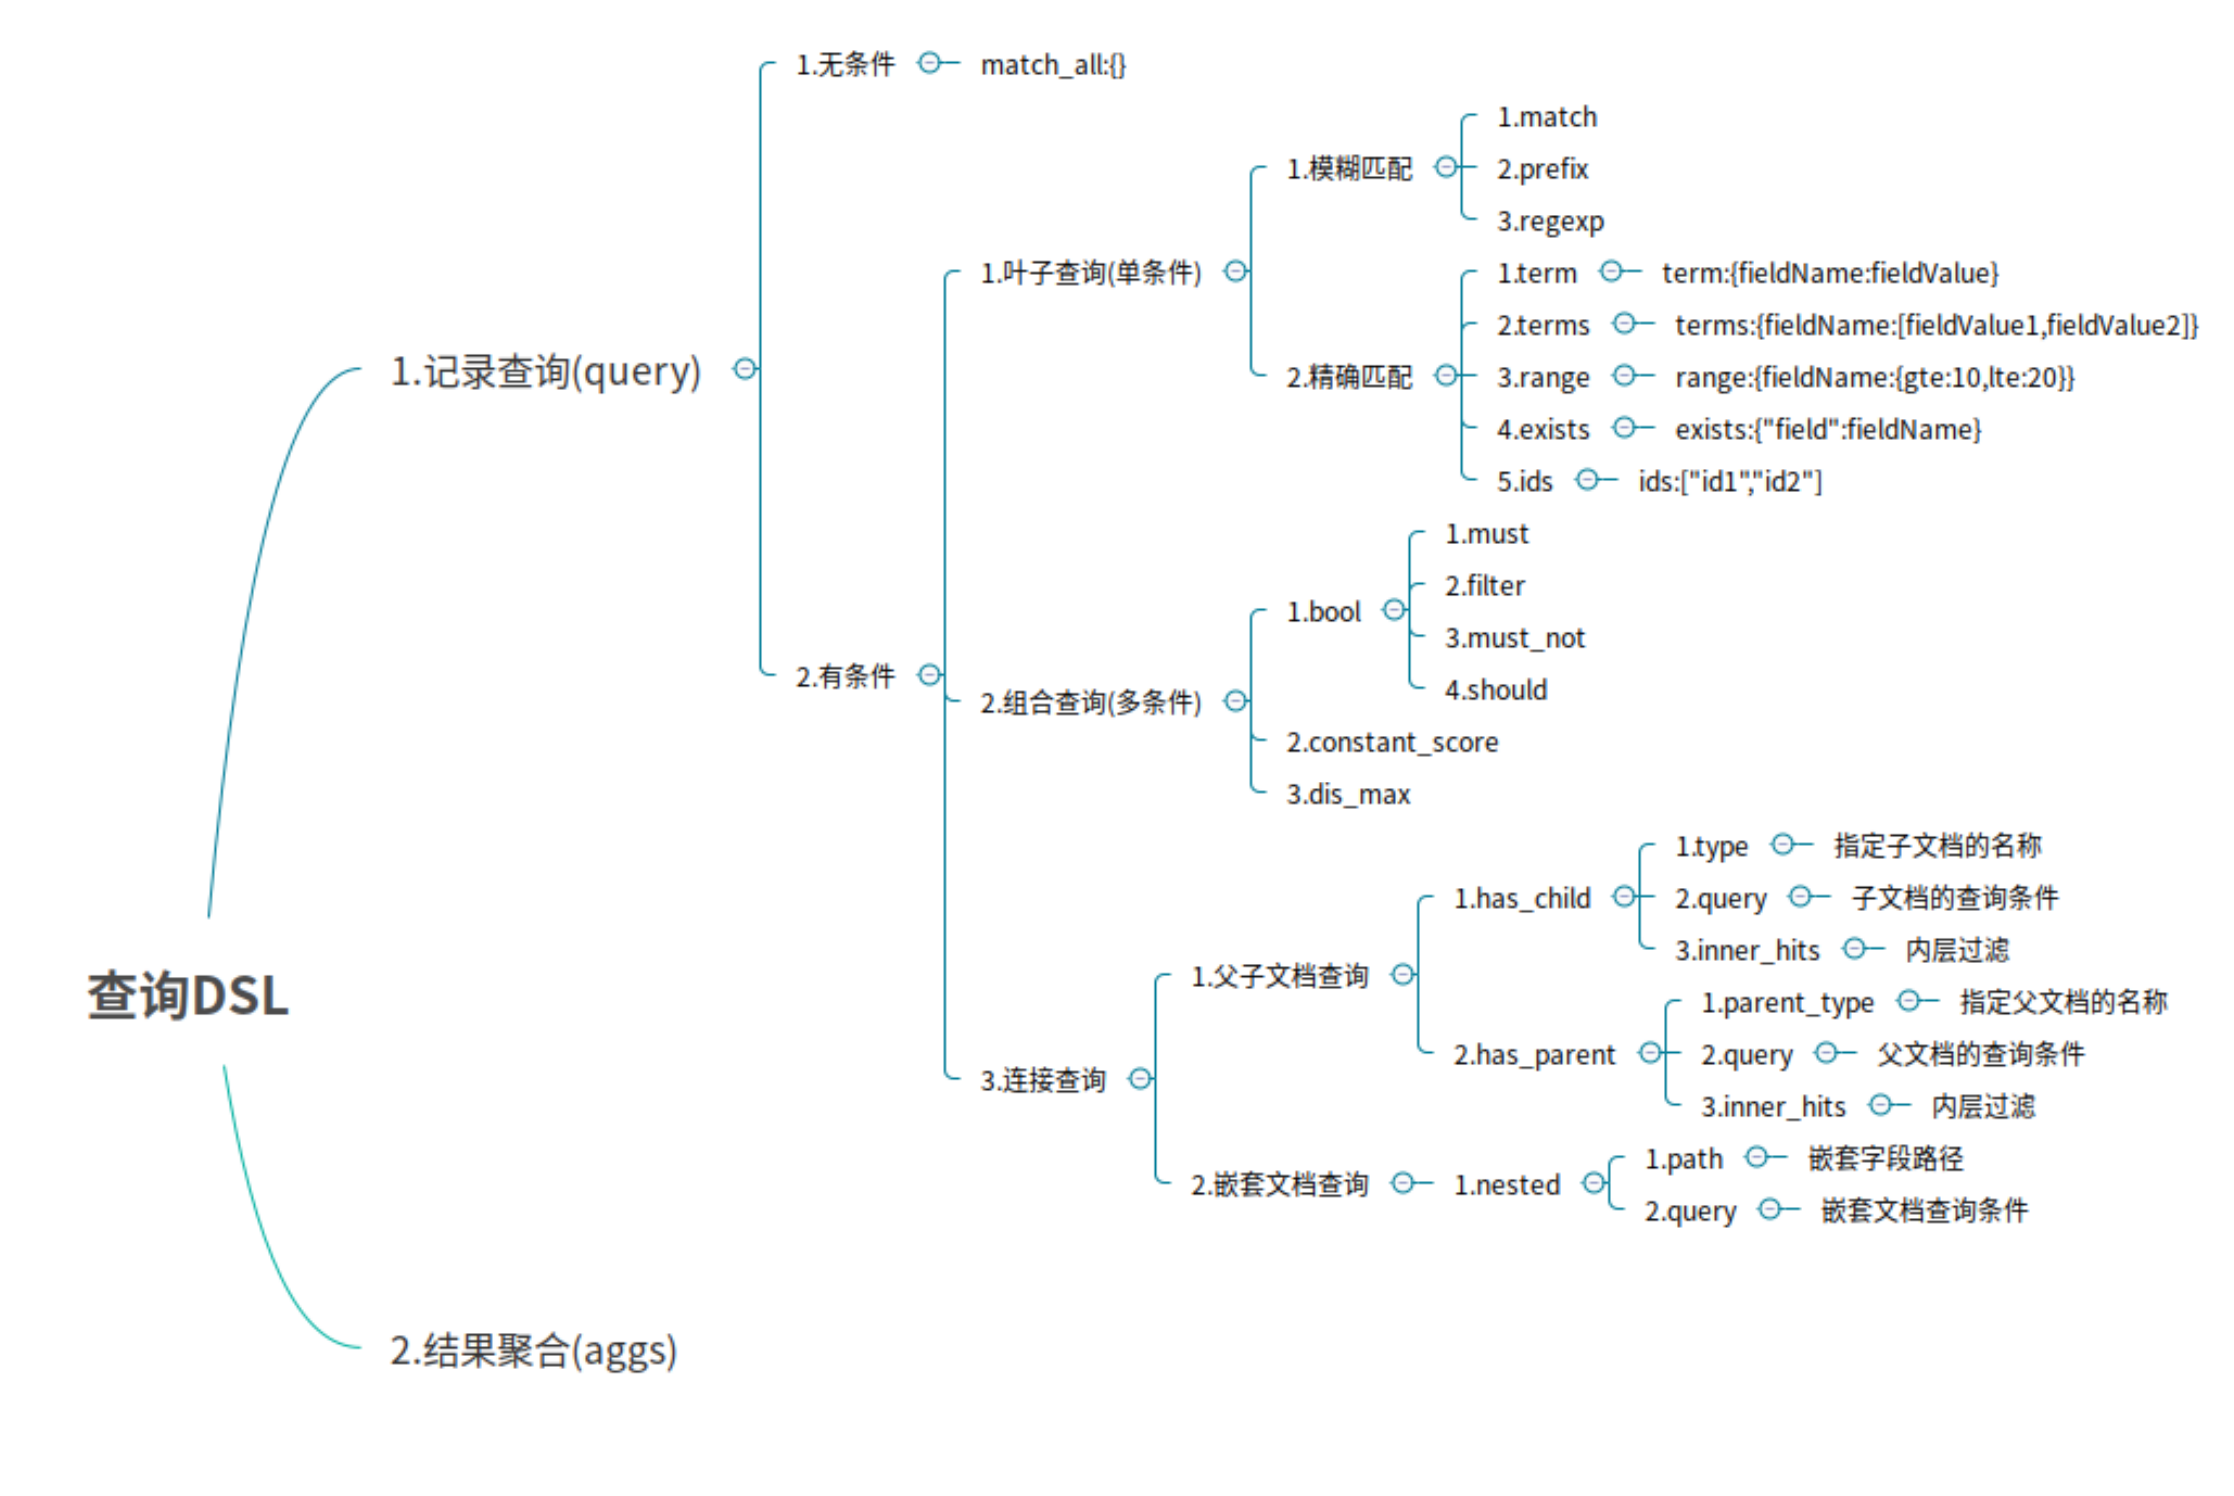 查询DSL
1.记录查询(query)
1.无条件
match_all:{}
2.有条件
1.叶子查询(单条件)
1.模糊匹配
1.match
2.prefix
3.regexp
2.精确匹配
1.term
term:{fieldName:fieldValue}
2.terms
terms:{fieldName:[fieldValue1,fieldValue2]}
3.range
range:{fieldName:{gte:10,lte:20}}
4.exists
exists:{"field":fieldName}
5.ids
ids:["id1","id2"]
2.组合查询(多条件)
1.bool
1.must
2.filter
3.must_not
4.should
2.constant_score
3.dis_max
3.连接查询
1.父子文档查询
1.has_child
1.type
指定子文档的名称
2.query
子文档的查询条件
3.inner_hits
内层过滤
2.has_parent
1.parent_type
指定父文档的名称
2.query
父文档的查询条件
3.inner_hits
内层过滤
2.嵌套文档查询
1.nested
1.path
嵌套字段路径
2.query
嵌套文档查询条件
2.结果聚合(aggs)